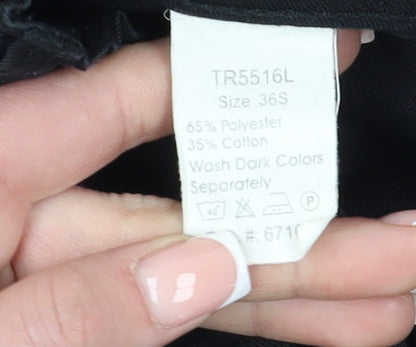 TR5516L
Size 36S
65% Polyester
35% Cotton
Wash Dark Colors
Separately
40° P
#: 6710